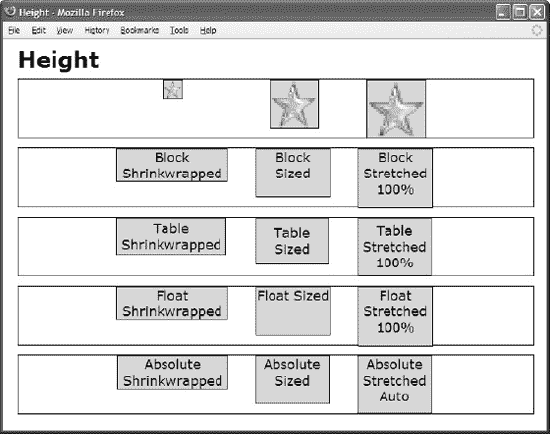 Height - Mozilla Firefox
File Edit View History Bookmarks Tools Help
Height
Block
Shrinkwrapped
Block
Sized
Block
Stretched
100%
Table
Shrinkwrapped
Table
Sized
Table
Stretched
100%
Float
Shrinkwrapped
Float Sized
Float
Stretched
100%
Absolute
Shrinkwrapped
Absolute
Sized
Absolute
Stretched
Auto